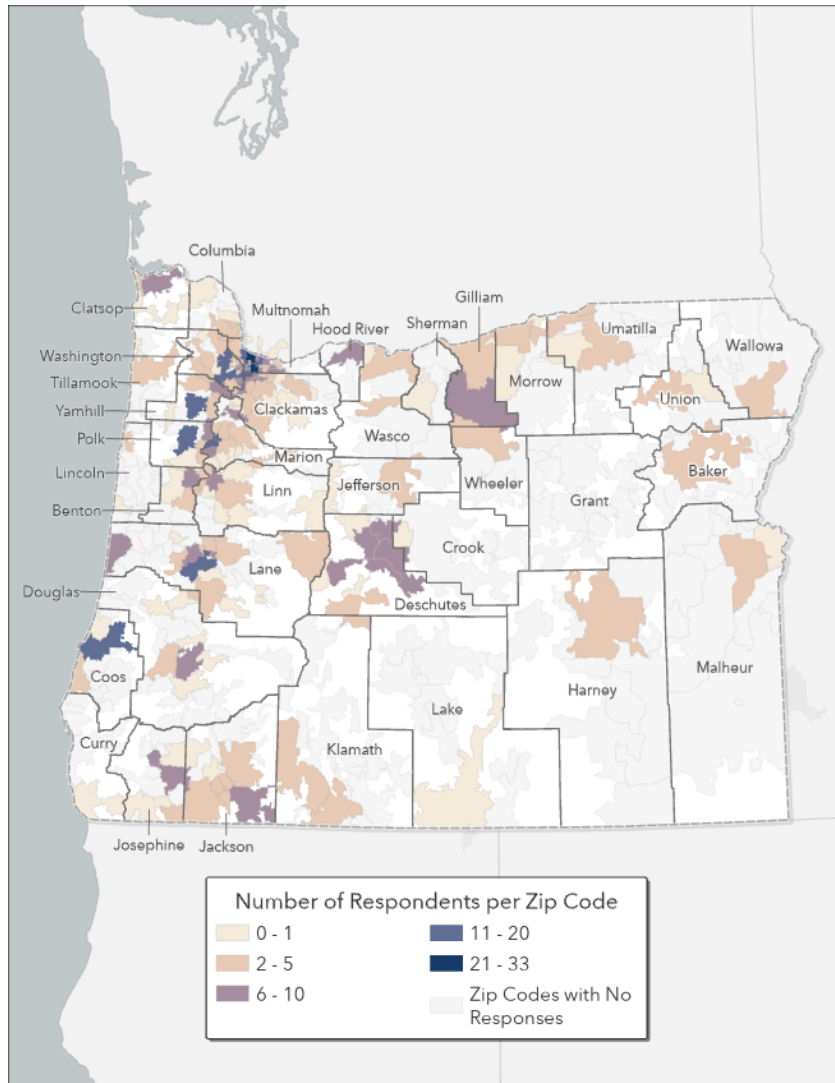 Columbia
Clatsop
Multnomah
Hood River
Sherman
Gilliam
Umatilla
Wallowa
Washington
Tillamook
Morrow
Union
Yamhill
Clackamas
Polk
Wasco
Marion
Baker
Lincoln
Linn
Jefferson
Wheeler
Grant
Benton
Crook
Lane
Douglas
Deschutes
Coos
Malheur
Harney
Lake
Curry
Klamath
Josephine
Jackson
Number of Respondents per Zip Code
0 - 1
2 - 5
6 - 10
11 - 20
21 - 33
Zip Codes with No
Responses